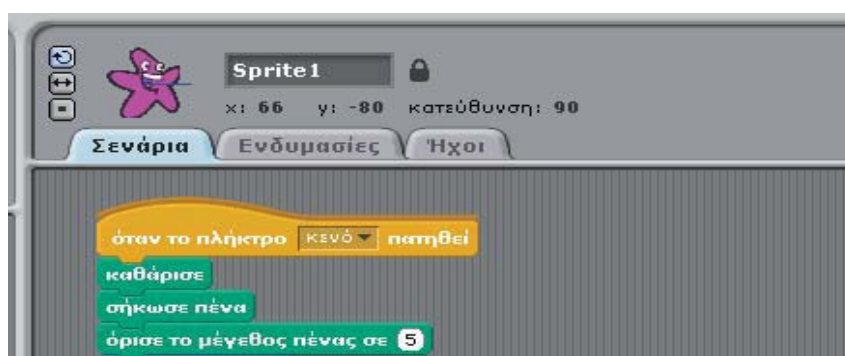 Sprite1
x: 66 y: -80 κατεύθυνση: 90
Σενάρια Ενδυμασίες Ήχοι
όταν το πλήκτρο κενό πατηθεί
καθάρισε
σήκωσε πένα
όρισε το μέγεθος πένας σε 5